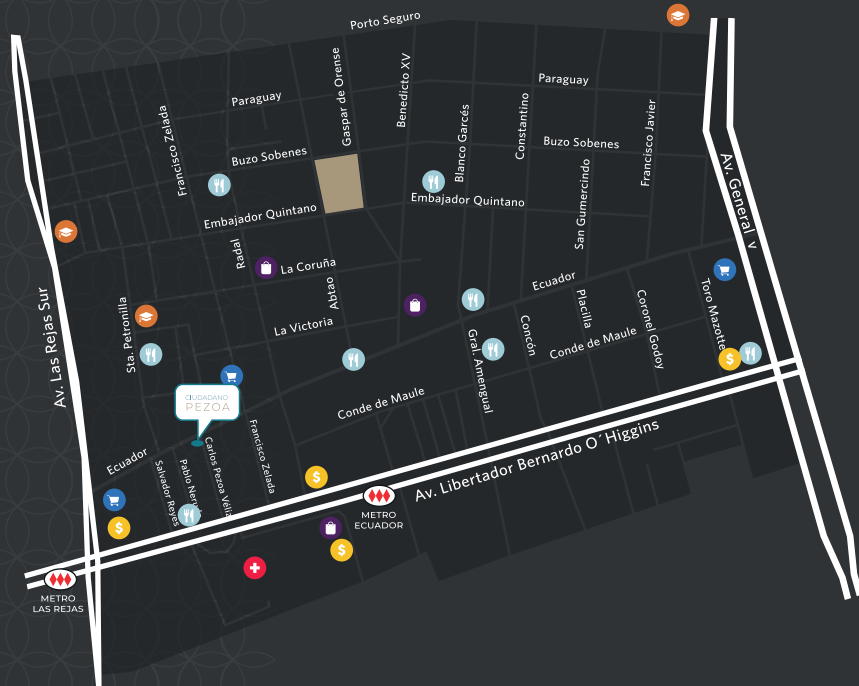 Porto Seguro
Paraguay
Paraguay
Gaspar de Orense
Benedicto XV
Blanco Garcés
Constantino
Francisco Javier
Francisco Zelada
Buzo Sobenes
Buzo Sobenes
San Gumercindo
Embajador Quintano
Embajador Quintano
Av. General V
Radal
La Coruña
Abtao
Ecuador
Sta. Petronilla
La Victoria
Placilla
Coronel Godoy
Toro Mazotte
Av. Las Rejas Sur
Gral. Amengual
Concón
Conde de Maule
CIUDADANO
PEZOA
Conde de Maule
Ecuador
Salvador Reyes
Pablo
Carlos Pezoa Véliz
Francisco Zelada
Av. Libertador Bernardo O´Higgins
METRO
ECUADOR
METRO
LAS REJAS